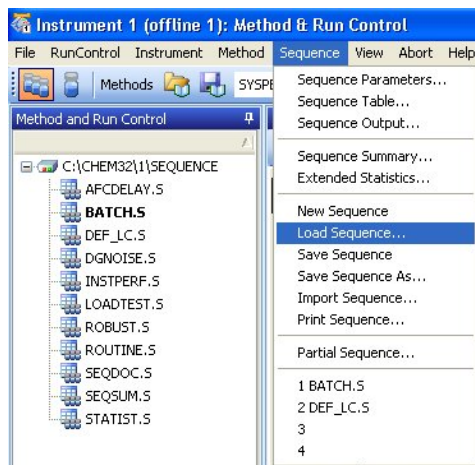 Instrument 1 (offline 1): Method & Run Control
File RunControl Instrument Method Sequence View Abort Help
Methods
Method and Run Control
C:\CHEM32\1\SEQUENCE
AFCDELAY.S
BATCH.S
DEF_LC.S
DGNOISE.S
INSTPERF.S
LOADTEST.S
ROBUST.S
ROUTINE.S
SEQDOC.S
SEQSUM.S
STATIST.S
Sequence Parameters...
Sequence Table...
Sequence Output...
Sequence Summary...
Extended Statistics...
New Sequence
Load Sequence...
Save Sequence
Save Sequence As...
Import Sequence...
Print Sequence...
Partial Sequence...
1 BATCH.S
2 DEF_LC.S
3
4